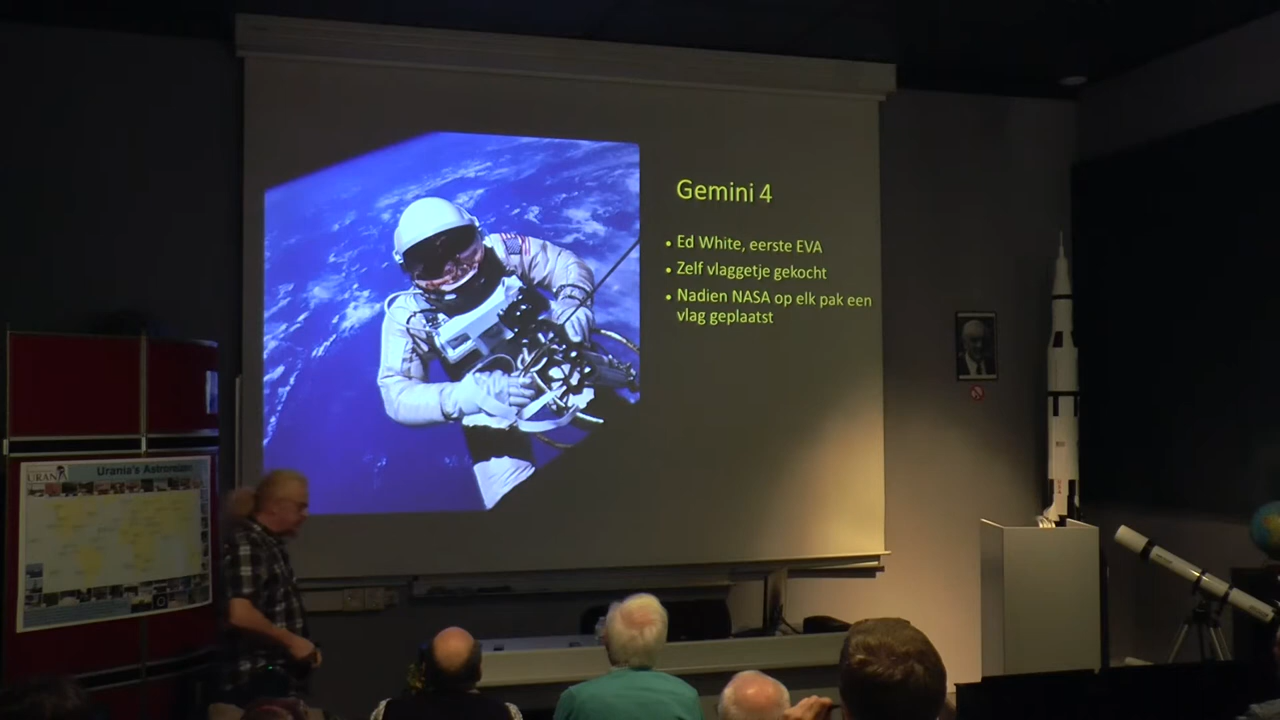 Gemini 4
• Ed White, eerste EVA
• Zelf vlaggetje gekocht
• Nadien NASA op elk pak een
vlag geplaatst
URANIA
Urania's Astroreizen